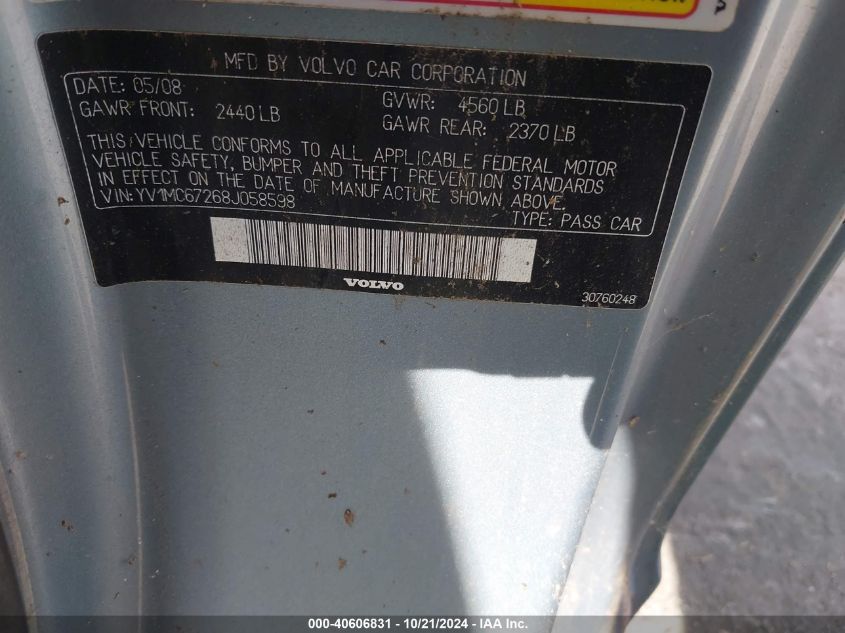 MFD BY VOLVO CAR CORPORATION
DATE: 05/08
GVWR: 4560 LB
GAWR FRONT: 2440 LB
GAWR REAR: 2370 LB
THIS VEHICLE CONFORMS TO ALL APPLICABLE FEDERAL MOTOR
VEHICLE SAFETY, BUMPER AND THEFT PREVENTION STANDARDS
IN EFFECT ON THE DATE OF MANUFACTURE SHOWN ABOVE.
VIN: YV1MC67268J058598
TYPE: PASS CAR
VOLVO
30760248
000-40606831 - 10/21/2024 - IAA Inc.